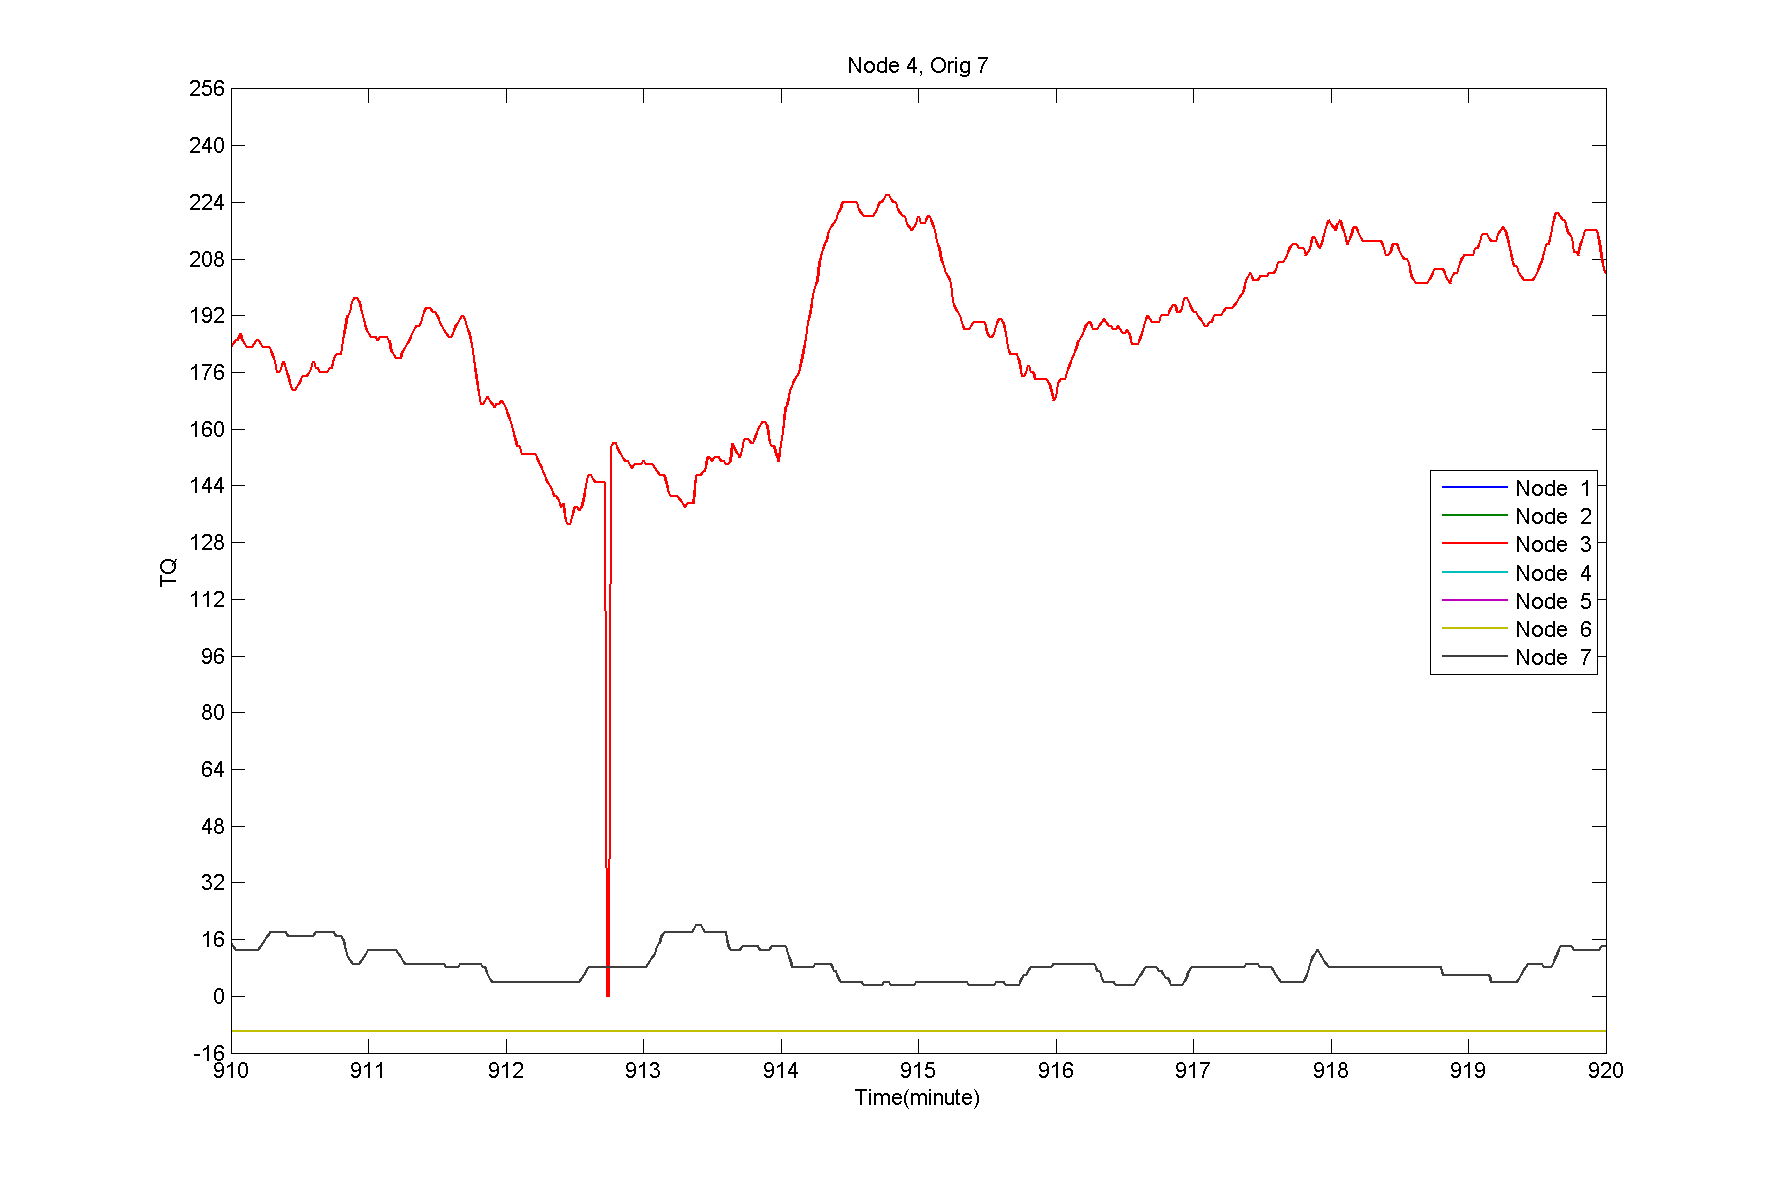 Node 4, Orig 7
256
240
224
208
192
176
160
144
128
112
96
80
64
48
32
16
0
-16
TQ
910 911 912 913 914 915 916 917 918 919 920
Time(minute)
Node 1
Node 2
Node 3
Node 4
Node 5
Node 6
Node 7